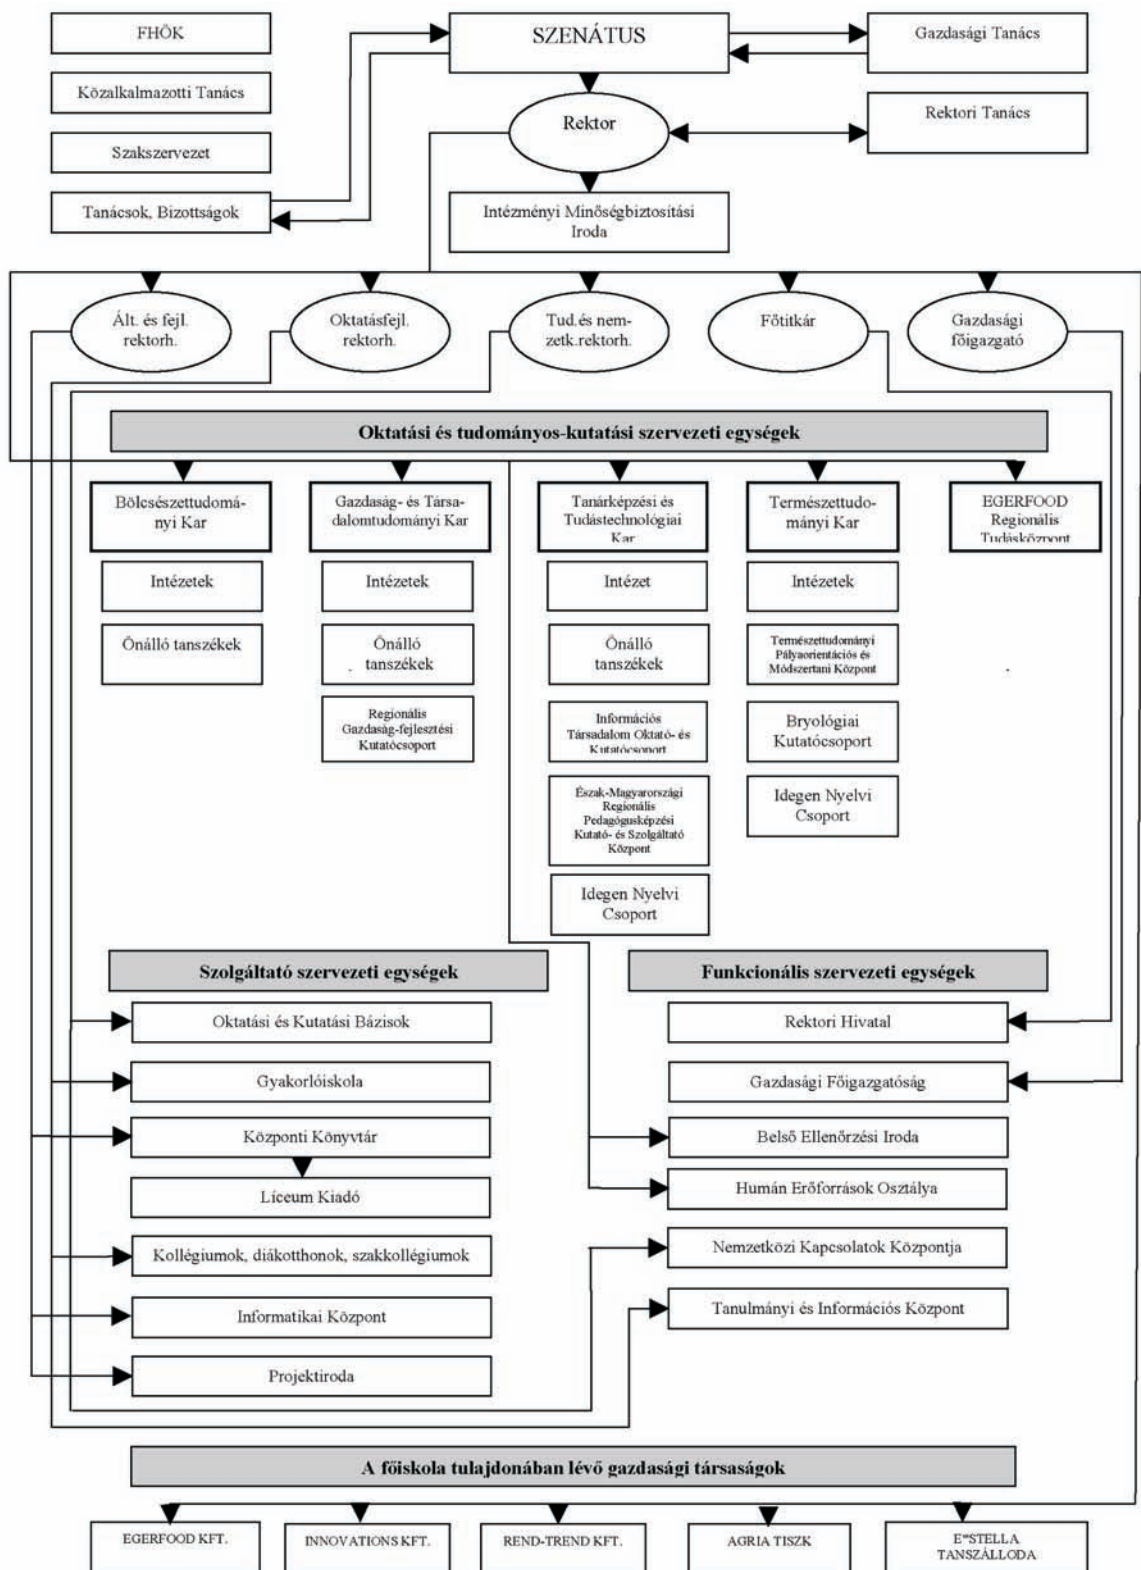 FHÖK
SZENÁTUS
Gazdasági Tanács
Közalkalmazotti Tanács
Rektor
Rektori Tanács
Szakszervezet
Tanácsok, Bizottságok
Intézményi Minőségbiztosítási
Iroda
Ált. és fejl.
rektorh.
Oktatásfejl.
rektorh.
Tud.és nem-
zetk.rektorh.
Főtitkár
Gazdasági
főigazgató
Oktatási és tudományos-kutatási szervezeti egységek
Bölcsészettudomá-
nyi Kar
Gazdaság- és Társa-
dalomtudományi Kar
Tanárképzési és
Tudástechnológiai
Kar
Természettudo-
mányi Kar
EGERFOOD
Regionális
Tudásközpont
Intézetek
Intézetek
Intézet
Intézetek
Önálló tanszékek
Önálló
tanszékek
Önálló
tanszékek
Természettudományi
Pályaorientációs és
Módszertani Központ
Regionális
Gazdaság-fejlesztési
Kutatócsoport
Információs
Társadalom Oktató- és
Kutatócsoport
Bryológiai
Kutatócsoport
Észak-Magyarországi
Regionális
Pedagógusképzési
Kutató- és Szolgáltató
Központ
Idegen Nyelvi
Csoport
Idegen Nyelvi
Csoport
Szolgáltató szervezeti egységek
Oktatási és Kutatási Bázisok
Gyakorlóiskola
Központi Könyvtár
Líceum Kiadó
Kollégiumok, diákotthonok, szakkollégiumok
Informatikai Központ
Projektiroda
Funkcionális szervezeti egységek
Rektori Hivatal
Gazdasági Főigazgatóság
Belső Ellenőrzési Iroda
Humán Erőforrások Osztálya
Nemzetközi Kapcsolatok Központja
Tanulmányi és Információs Központ
A főiskola tulajdonában lévő gazdasági társaságok
EGERFOOD KFT.
INNOVATIONS KFT.
REND-TREND KFT.
AGRIA TISZK
E*STELLA
TANSZÁLLODA